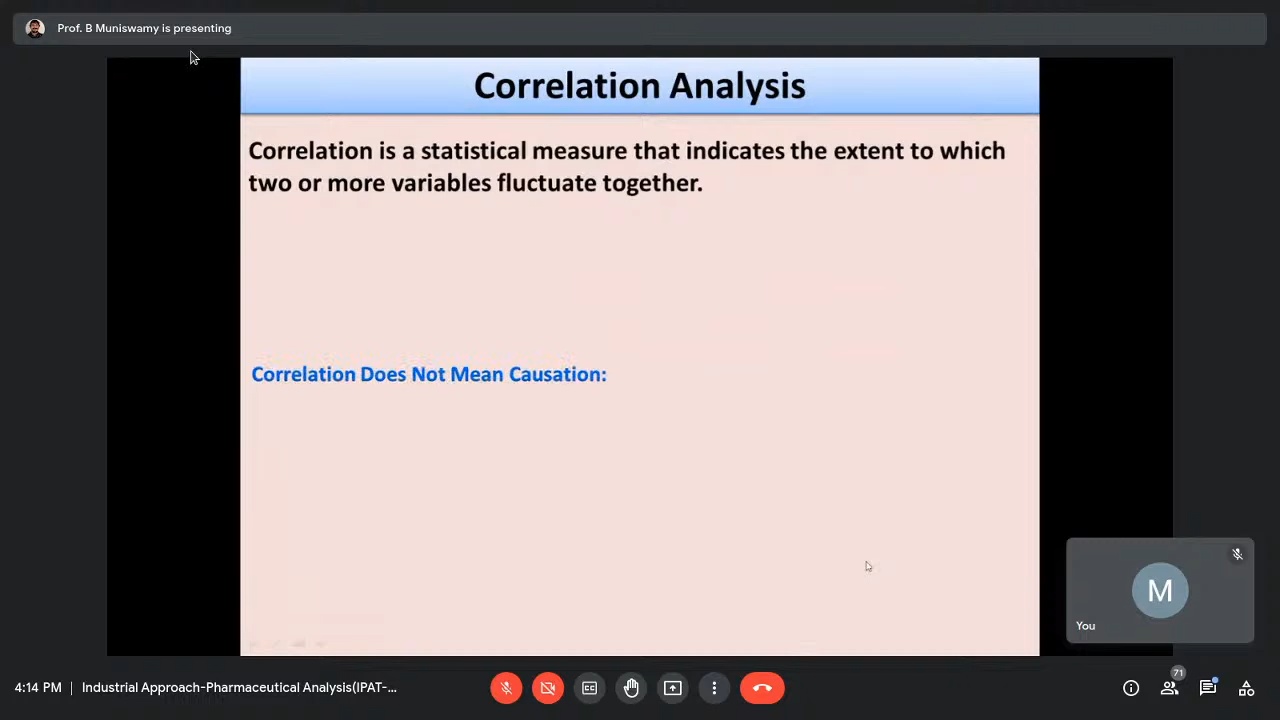 Prof. B Muniswamy is presenting
Correlation Analysis
Correlation is a statistical measure that indicates the extent to which
two or more variables fluctuate together.
Correlation Does Not Mean Causation:
M
You
4:14 PM | Industrial Approach-Pharmaceutical Analysis(IPAT-...
CC
71